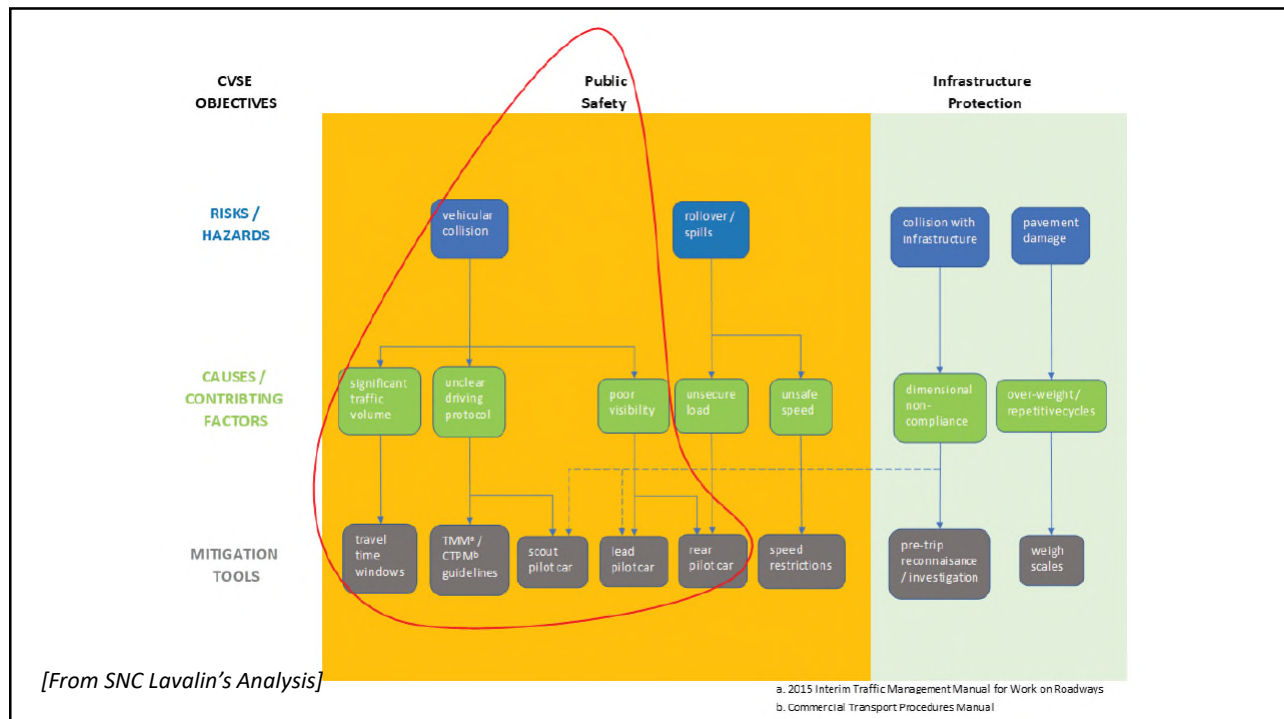 CVSE
OBJECTIVES
Public
Safety
Infrastructure
Protection
RISKS /
HAZARDS
vehicular
collision
rollover /
spills
collision with
infrastructure
pavement
damage
CAUSES /
CONTRIBTING
FACTORS
significant
traffic
volume
unclear
driving
protocol
poor
visibility
unsecure
load
unsafe
speed
dimensional
non-
compliance
over-weight /
repetitivecycles
MITIGATION
TOOLS
travel
time
windows
TMMᵃ /
CTPMᵇ
guidelines
scout
pilot car
lead
pilot car
rear
pilot car
speed
restrictions
pre-trip
reconnaisance
/ investigation
weigh
scales
[From SNC Lavalin’s Analysis]
a. 2015 Interim Traffic Management Manual for Work on Roadways
b. Commercial Transport Procedures Manual